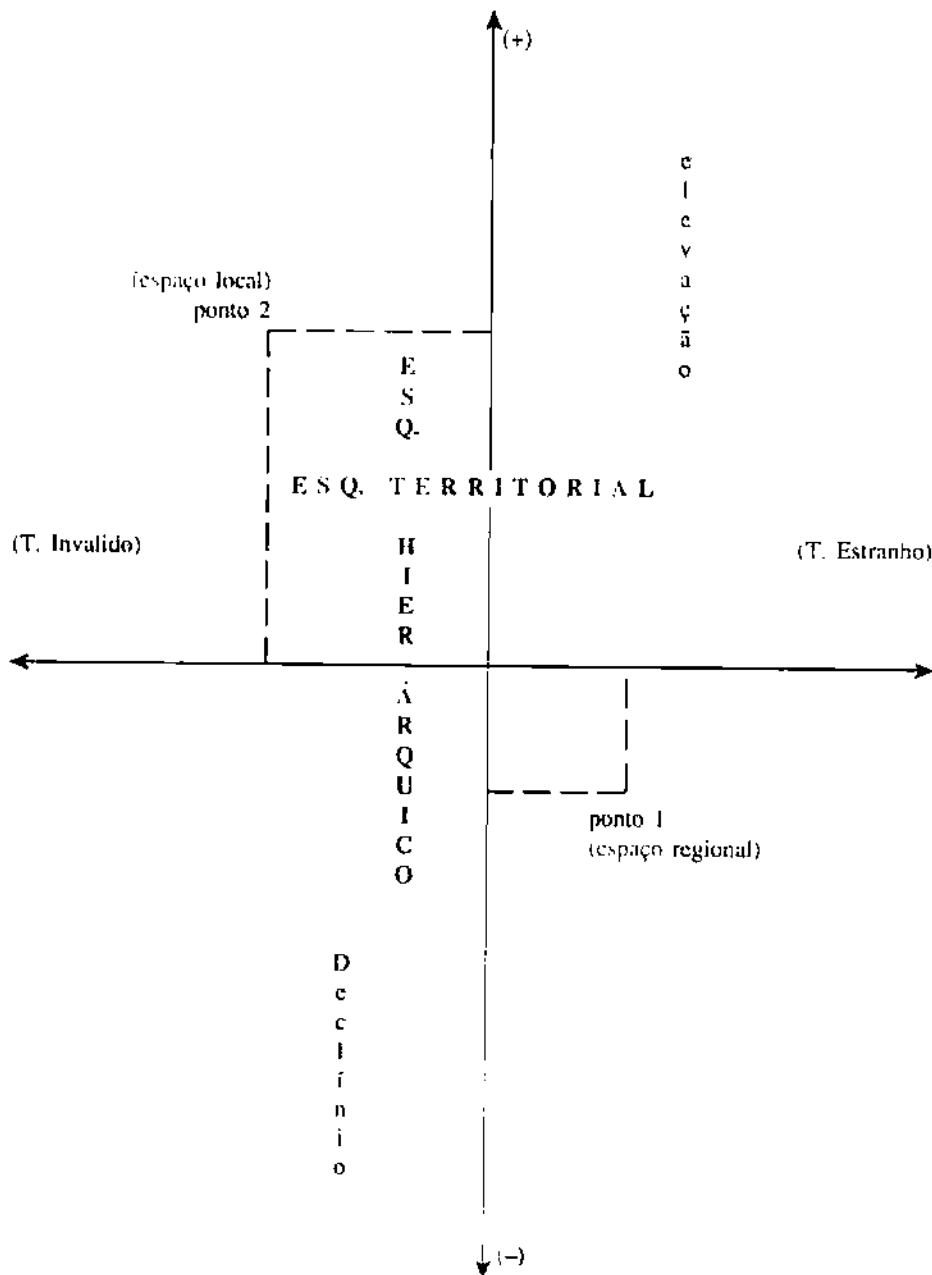 (+)
elevação
(espaço local)
ponto 2
ESQ.
ESQ. TERRITORIAL
HIERÁRQUICO
(T. Invalido)
(T. Estranho)
ponto 1
(espaço regional)
Declínio
(–)